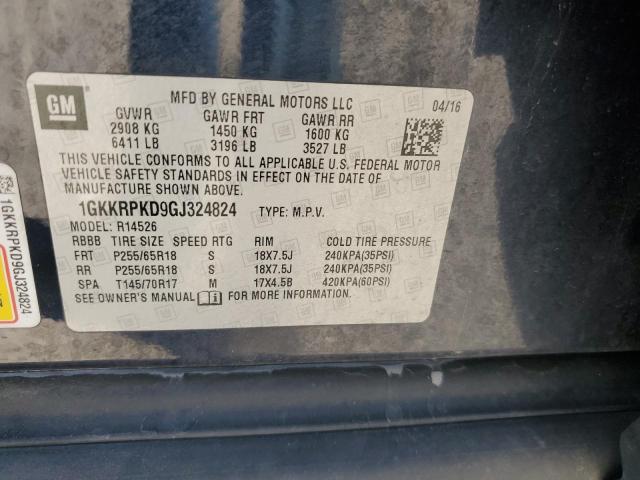 GM
MFD BY GENERAL MOTORS LLC 04/16
GVWR GAWR FRT GAWR RR
2908 KG 1450 KG 1600 KG
6411 LB 3196 LB 3527 LB
THIS VEHICLE CONFORMS TO ALL APPLICABLE U.S. FEDERAL MOTOR
VEHICLE SAFETY STANDARDS IN EFFECT ON THE DATE OF
MANUFACTURE SHOWN ABOVE.
1GKKRPKD9GJ324824 TYPE: M.P.V.
MODEL: R14526
RBBB TIRE SIZE SPEED RTG RIM COLD TIRE PRESSURE
FRT P255/65R18 S 18X7.5J 240KPA(35PSI)
RR P255/65R18 S 18X7.5J 240KPA(35PSI)
SPA T145/70R17 M 17X4.5B 420KPA(60PSI)
SEE OWNER'S MANUAL FOR MORE INFORMATION.
1GKKRPKD9GJ324824